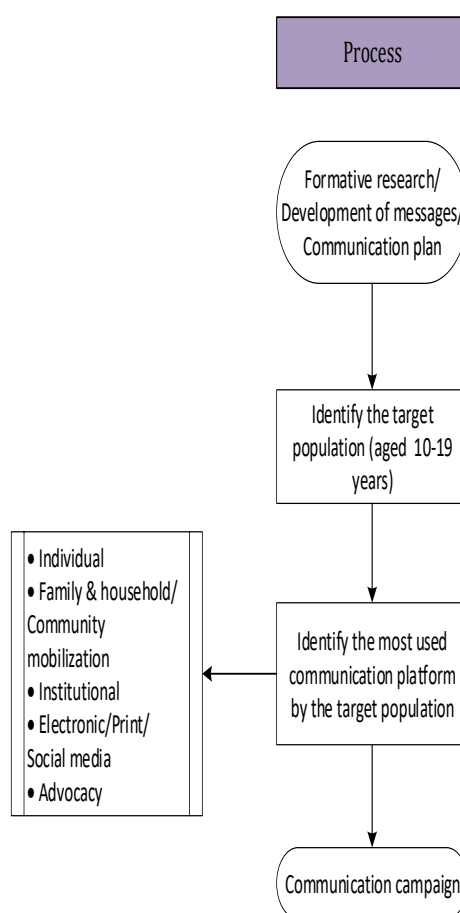 Process
Formative research/
Development of messages/
Communication plan
Identify the target
population (aged 10-19
years)
• Individual
• Family & household/
Community
mobilization
• Institutional
• Electronic/Print/
Social media
• Advocacy
Identify the most used
communication platform
by the target population
Communication campaign